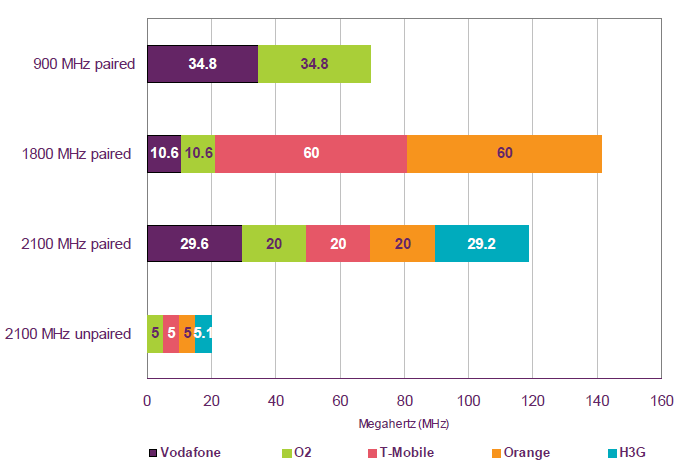 900 MHz paired 34.8 34.8
1800 MHz paired 10.6 10.6 60 60
2100 MHz paired 29.6 20 20 20 29.2
2100 MHz unpaired 5 5 5 5.1
0 20 40 60 80 100 120 140 160
Megahertz (MHz)
Vodafone O2 T-Mobile Orange H3G